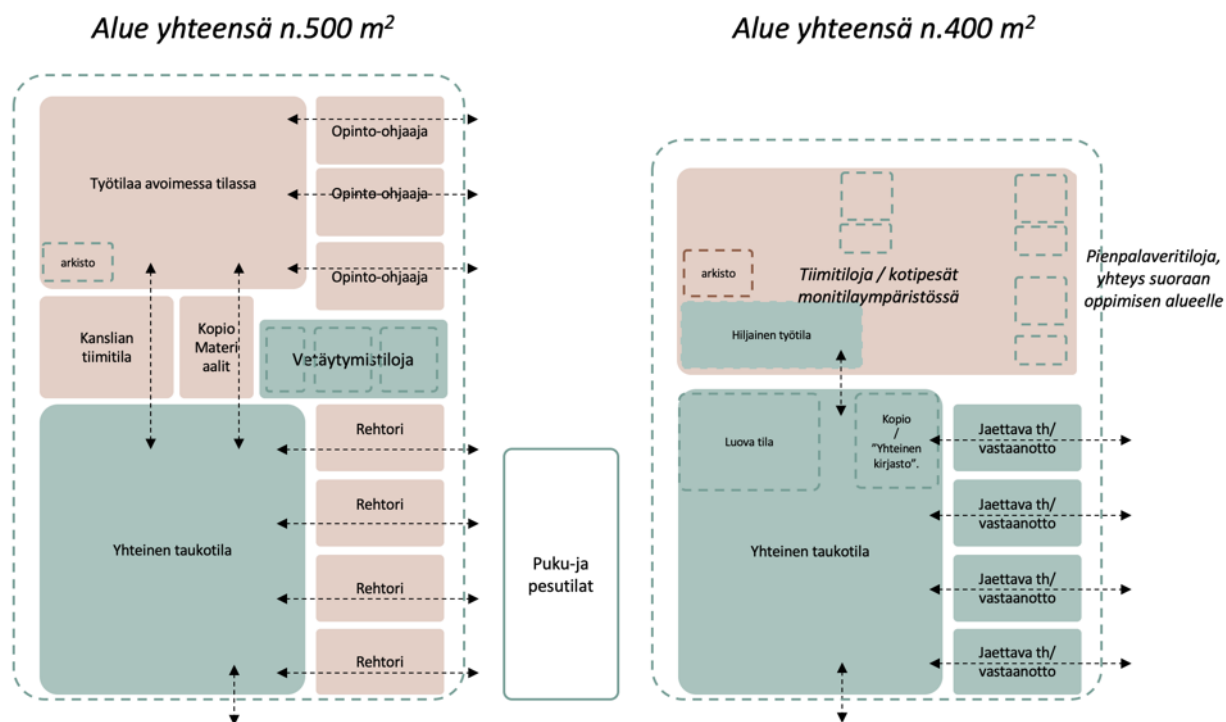 Alue yhteensä n.500 m²
Alue yhteensä n.400 m²
Työtilaa avoimessa tilassa
arkisto
Opinto-ohjaaja
Opinto-ohjaaja
Opinto-ohjaaja
Kanslian
tiimitila
Kopio
Materi
aalit
Vetäytymistiloja
Yhteinen taukotila
Rehtori
Rehtori
Rehtori
Rehtori
Puku-ja
pesutilat
arkisto
Tiimitiloja / kotipesät
monitilaympäristössä
Hiljainen työtila
Pienpalaveritiloja,
yhteys suoraan
oppimisen alueelle
Luova tila
Kopio
/
"Yhteinen
kirjasto".
Yhteinen taukotila
Jaettava th/
vastaanotto
Jaettava th/
vastaanotto
Jaettava th/
vastaanotto
Jaettava th/
vastaanotto